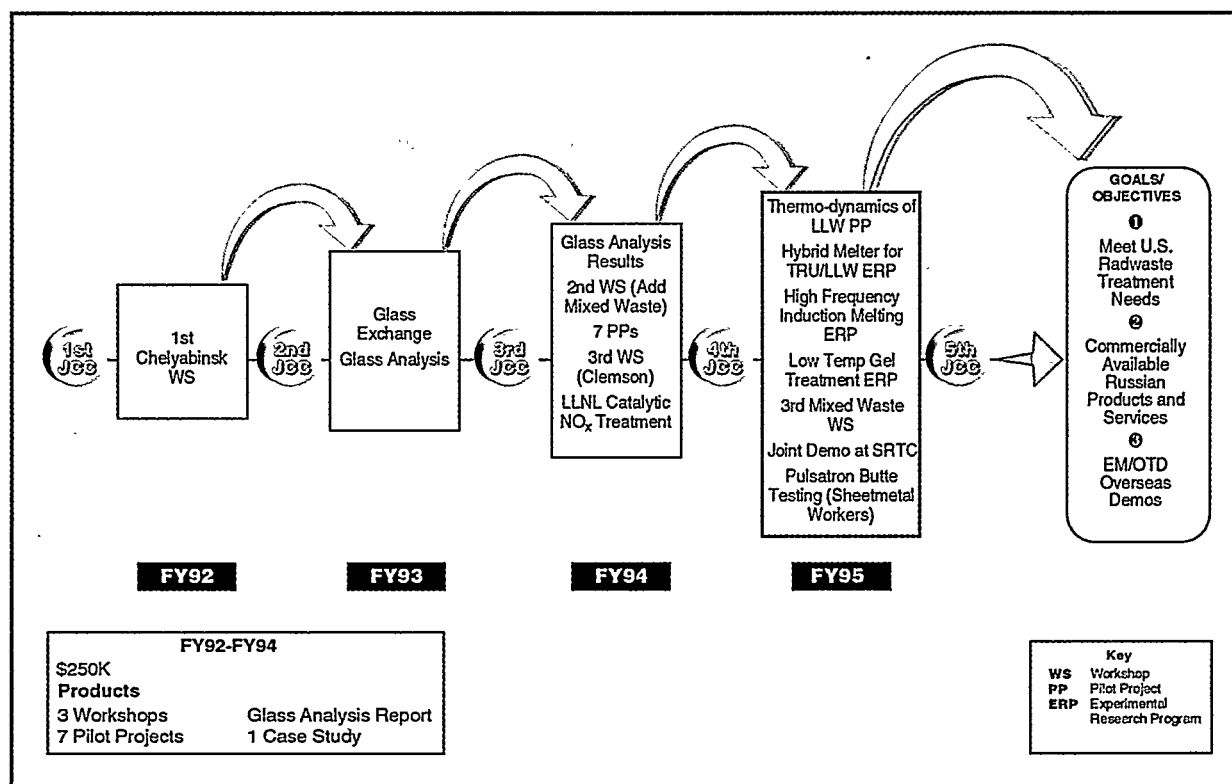 1st
JCC
1st
Chelyabinsk
WS
2nd
JCC
Glass
Exchange
Glass Analysis
3rd
JCC
Glass Analysis
Results
2nd WS (Add
Mixed Waste)
7 PPs
3rd WS
(Clemson)
LLNL Catalytic
NOx Treatment
4th
JCC
Thermo-dynamics of
LLW PP
Hybrid Melter for
TRU/LLW ERP
High Frequency
Induction Melting
ERP
Low Temp Gel
Treatment ERP
3rd Mixed Waste
WS
Joint Demo at SRTC
Pulsatron Butte
Testing (Sheetmetal
Workers)
5th
JCC
GOALS/
OBJECTIVES
❶
Meet U.S.
Radwaste
Treatment
Needs
❷
Commercially
Available
Russian
Products and
Services
❸
EM/OTD
Overseas
Demos
FY92
FY93
FY94
FY95
FY92-FY94
$250K
Products
3 Workshops Glass Analysis Report
7 Pilot Projects 1 Case Study
Key
WS Workshop
PP Pilot Project
ERP Experimental
Research Program